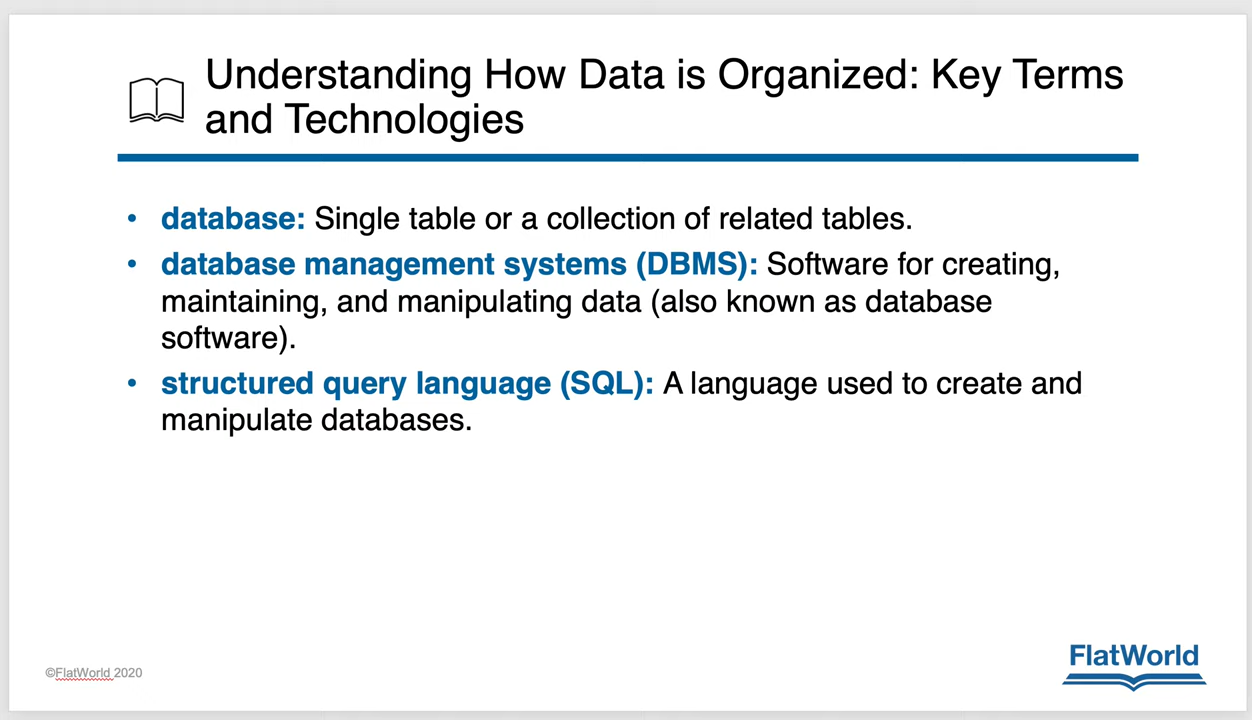 Understanding How Data is Organized: Key Terms
and Technologies
• database: Single table or a collection of related tables.
• database management systems (DBMS): Software for creating,
maintaining, and manipulating data (also known as database
software).
• structured query language (SQL): A language used to create and
manipulate databases.
©FlatWorld 2020
FlatWorld